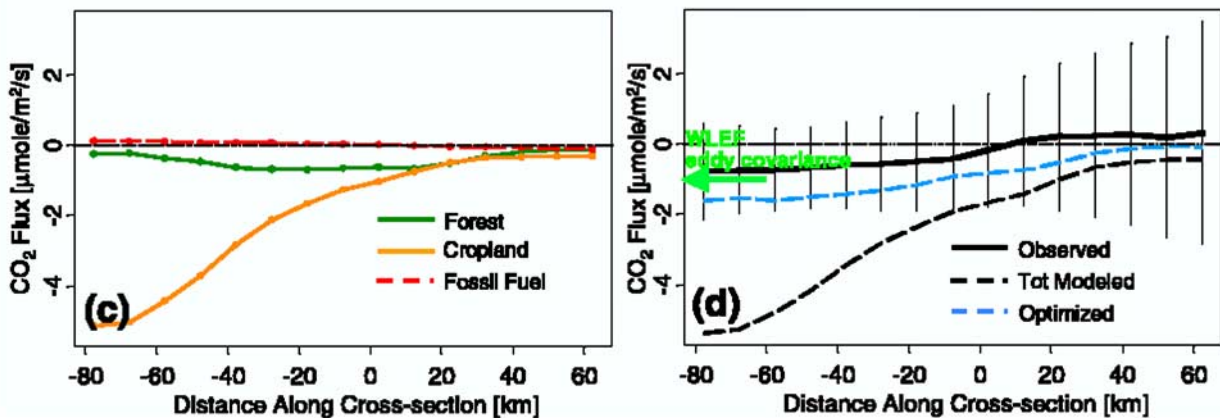 CO₂ Flux [µmole/m²/s]
2
0
-2
-4
(c)
Forest
Cropland
Fossil Fuel
-80 -60 -40 -20 0 20 40 60
Distance Along Cross-section [km]
CO₂ Flux [µmole/m²/s]
2
0
-2
-4
WLEF
eddy covariance
(d)
Observed
Tot Modeled
Optimized
-80 -60 -40 -20 0 20 40 60
Distance Along Cross-section [km]